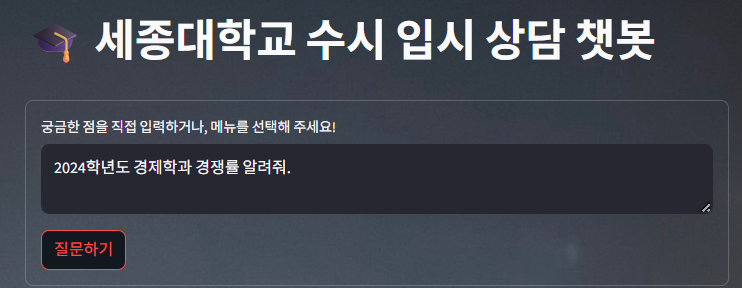 세종대학교 수시 입시 상담 챗봇
궁금한 점을 직접 입력하거나, 메뉴를 선택해 주세요!
2024학년도 경제학과 경쟁률 알려줘.
질문하기